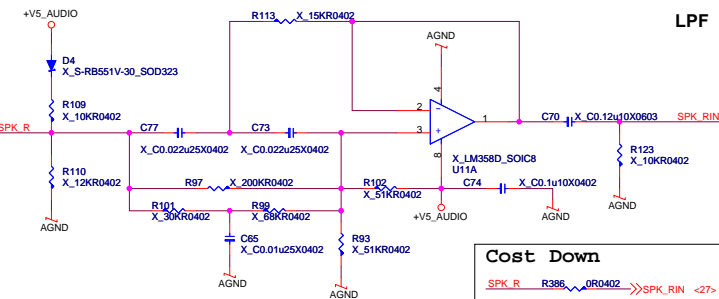 LPF
+V5_AUDIO
D4
X_S-RB551V-30_SOD323
R109
X_10KR0402
SPK_R
R110
X_12KR0402
AGND
R113
X_15KR0402
C77
X_C0.022u25X0402
C73
X_C0.022u25X0402
R97
X_200KR0402
R101
X_30KR0402
R99
X_68KR0402
C65
X_C0.01u25X0402
AGND
R93
X_51KR0402
AGND
R102
X_51KR0402
AGND
4
2
-
3
+
1
8
X_LM358D_SOIC8
U11A
C74
X_C0.1u10X0402
+V5_AUDIO
AGND
C70
X_C0.12u10X0603
SPK_RIN
R123
X_10KR0402
AGND
Cost Down
SPK_R
R386
0R0402
SPK_RIN <27>